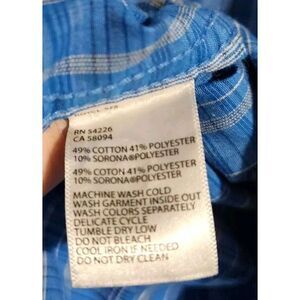 RN 54226
CA 58094
49% COTTON 41% POLYESTER
10% SORONA®POLYESTER
49% COTTON 41% POLYESTER
10% SORONA®POLYESTER
MACHINE WASH COLD
WASH GARMENT INSIDE OUT
WASH COLORS SEPARATELY
DELICATE CYCLE
TUMBLE DRY LOW
DO NOT BLEACH
COOL IRON IF NEEDED
DO NOT DRY CLEAN